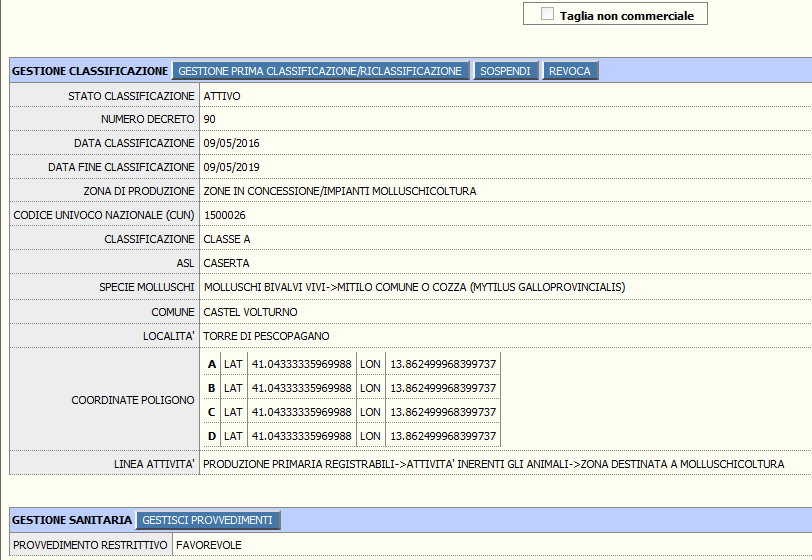 Taglia non commerciale
GESTIONE CLASSIFICAZIONE GESTIONE PRIMA CLASSIFICAZIONE/RICLASSIFICAZIONE SOSPENDI REVOCA
STATO CLASSIFICAZIONE ATTIVO
NUMERO DECRETO 90
DATA CLASSIFICAZIONE 09/05/2016
DATA FINE CLASSIFICAZIONE 09/05/2019
ZONA DI PRODUZIONE ZONE IN CONCESSIONE/IMPIANTI MOLLUSCHICOLTURA
CODICE UNIVOCO NAZIONALE (CUN) 1500026
CLASSIFICAZIONE CLASSE A
ASL CASERTA
SPECIE MOLLUSCHI MOLLUSCHI BIVALVI VIVI->MITILO COMUNE O COZZA (MYTILUS GALLOPROVINCIALIS)
COMUNE CASTEL VOLTURNO
LOCALITA' TORRE DI PESCOPAGANO
A LAT 41.04333335969988 LON 13.862499968399737
B LAT 41.04333335969988 LON 13.862499968399737
COORDINATE POLIGONO
C LAT 41.04333335969988 LON 13.862499968399737
D LAT 41.04333335969988 LON 13.862499968399737
LINEA ATTIVITA' PRODUZIONE PRIMARIA REGISTRABILI->ATTIVITA' INERENTI GLI ANIMALI->ZONA DESTINATA A MOLLUSCHICOLTURA
GESTIONE SANITARIA GESTISCI PROVVEDIMENTI
PROVVEDIMENTO RESTRITTIVO FAVOREVOLE